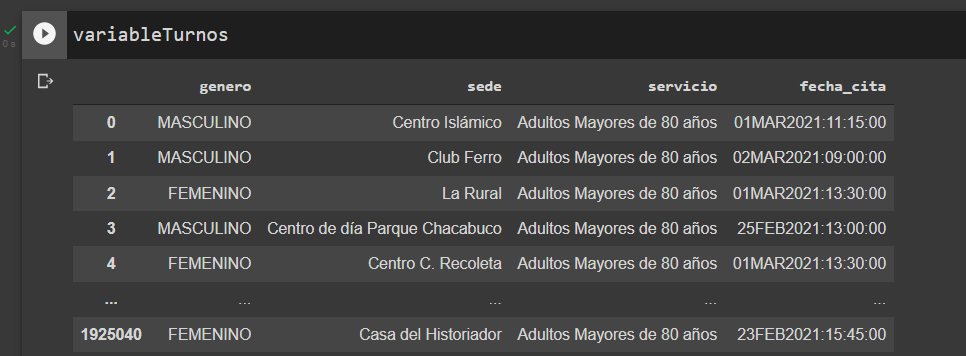 variableTurnos
0 s
genero sede servicio fecha_cita
0 MASCULINO Centro Islámico Adultos Mayores de 80 años 01MAR2021:11:15:00
1 MASCULINO Club Ferro Adultos Mayores de 80 años 02MAR2021:09:00:00
2 FEMENINO La Rural Adultos Mayores de 80 años 01MAR2021:13:30:00
3 MASCULINO Centro de día Parque Chacabuco Adultos Mayores de 80 años 25FEB2021:13:00:00
4 FEMENINO Centro C. Recoleta Adultos Mayores de 80 años 01MAR2021:13:30:00
... ... ... ... ...
1925040 FEMENINO Casa del Historiador Adultos Mayores de 80 años 23FEB2021:15:45:00